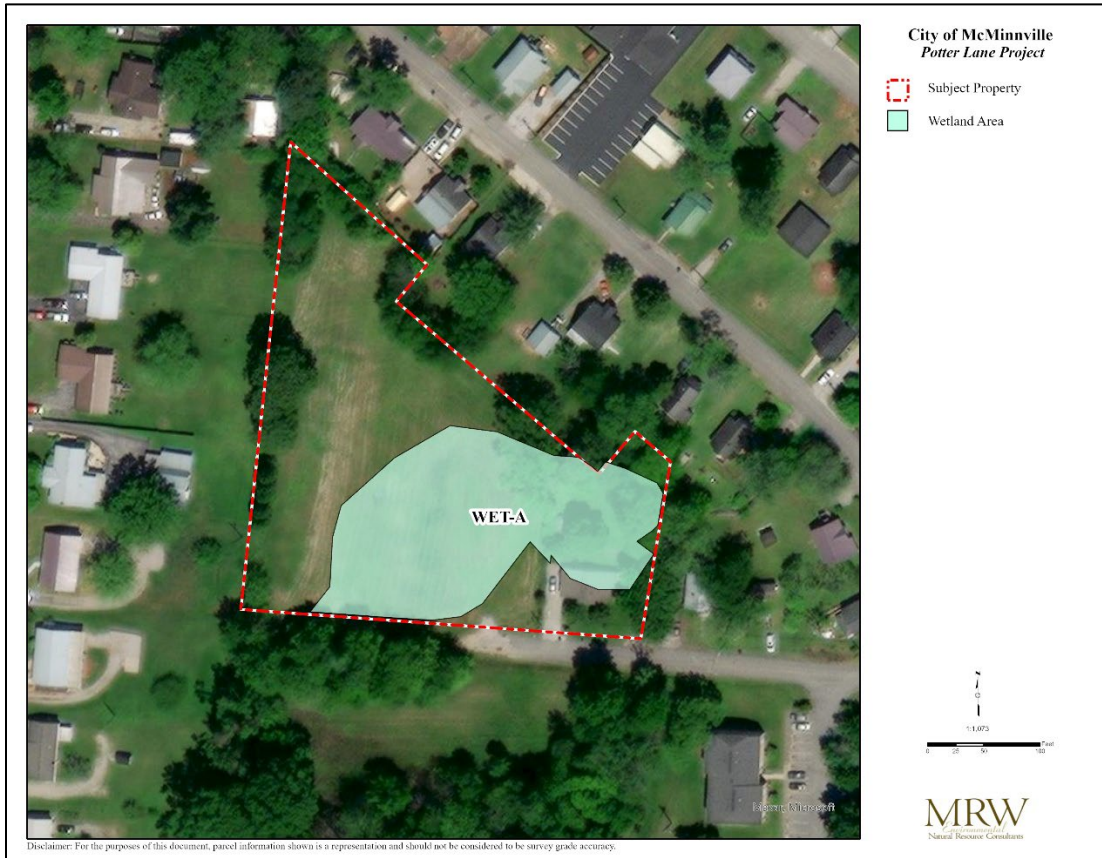 City of McMinnville
Potter Lane Project
Subject Property
Wetland Area
WET-A
1:1,073
Feet
0 25 50 100
Maxar, Microsoft
MRW
Environmental
Natural Resource Consultants
Disclaimer: For the purposes of this document, parcel information shown is a representation and should not be considered to be survey grade accuracy.